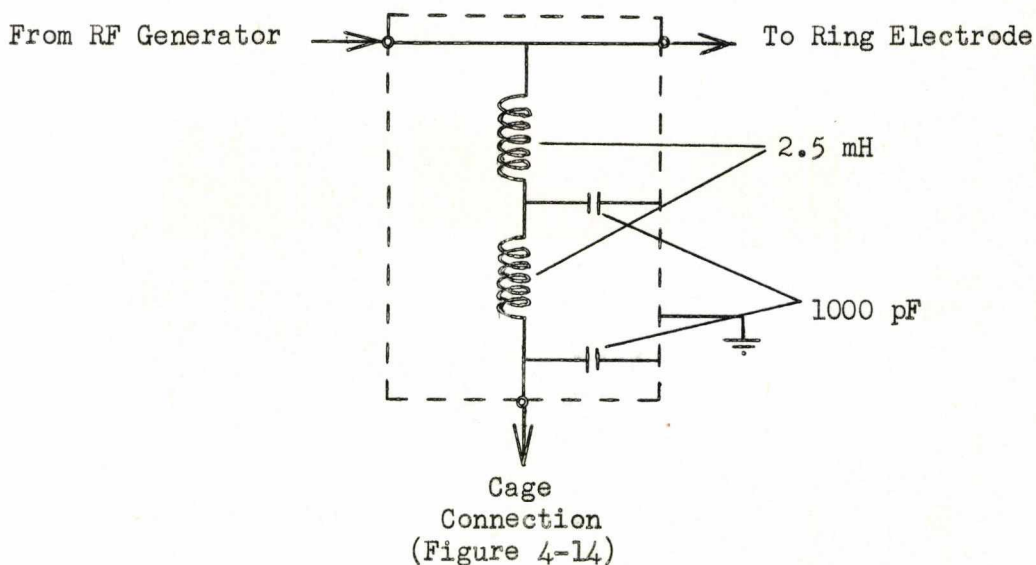 From RF Generator
To Ring Electrode
2.5 mH
1000 pF
Cage
Connection
(Figure 4-14)